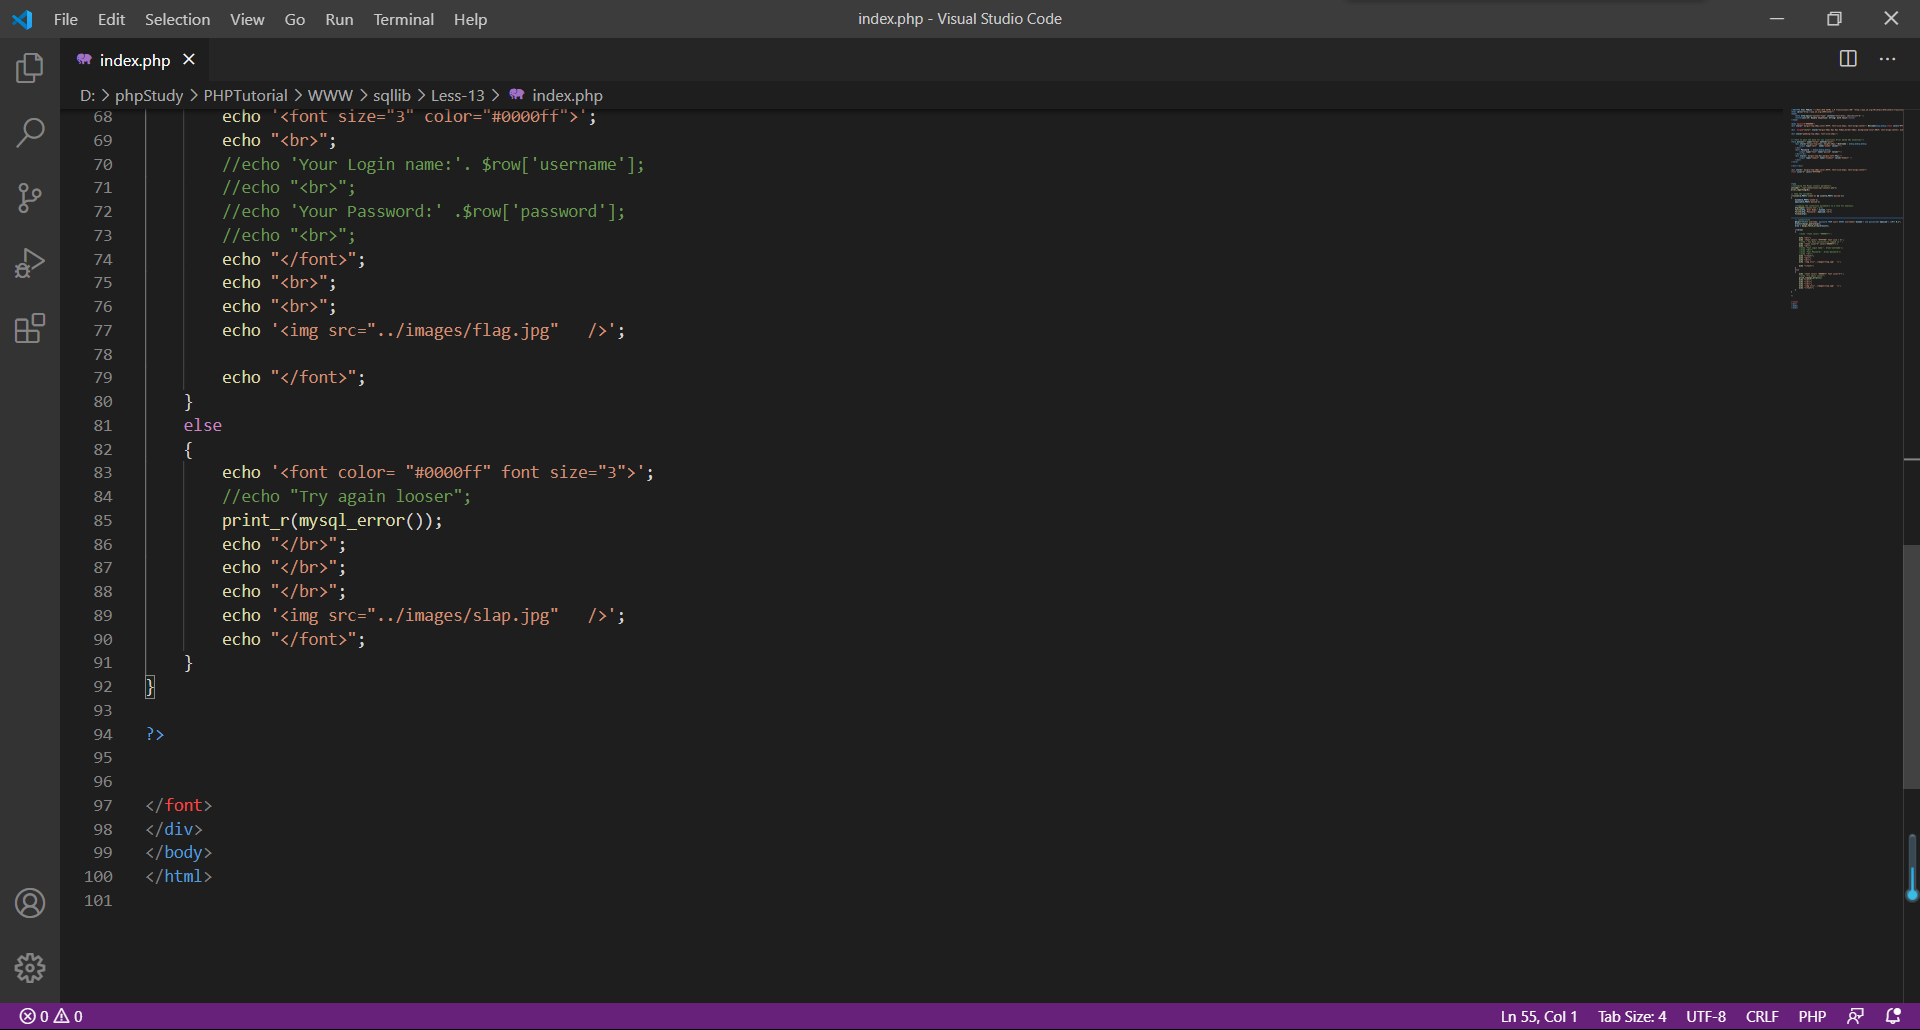 File Edit Selection View Go Run Terminal Help index.php - Visual Studio Code
index.php
D: > phpStudy > PHPTutorial > WWW > sqllib > Less-13 > index.php
68 echo '<font size="3" color="#0000ff">';
69 echo "<br>";
70 //echo 'Your Login name:'. $row['username'];
71 //echo "<br>";
72 //echo 'Your Password:' .$row['password'];
73 //echo "<br>";
74 echo "</font>";
75 echo "<br>";
76 echo "<br>";
77 echo '<img src="../images/flag.jpg"   />';
78
79 echo "</font>";
80 }
81 else
82 {
83 echo '<font color= "#0000ff" font size="3">';
84 //echo "Try again looser";
85 print_r(mysql_error());
86 echo "</br>";
87 echo "</br>";
88 echo "</br>";
89 echo '<img src="../images/slap.jpg"   />';
90 echo "</font>";
91 }
92 }
93
94 ?>
95
96
97 </font>
98 </div>
99 </body>
100 </html>
101
0 0 Ln 55, Col 1 Tab Size: 4 UTF-8 CRLF PHP